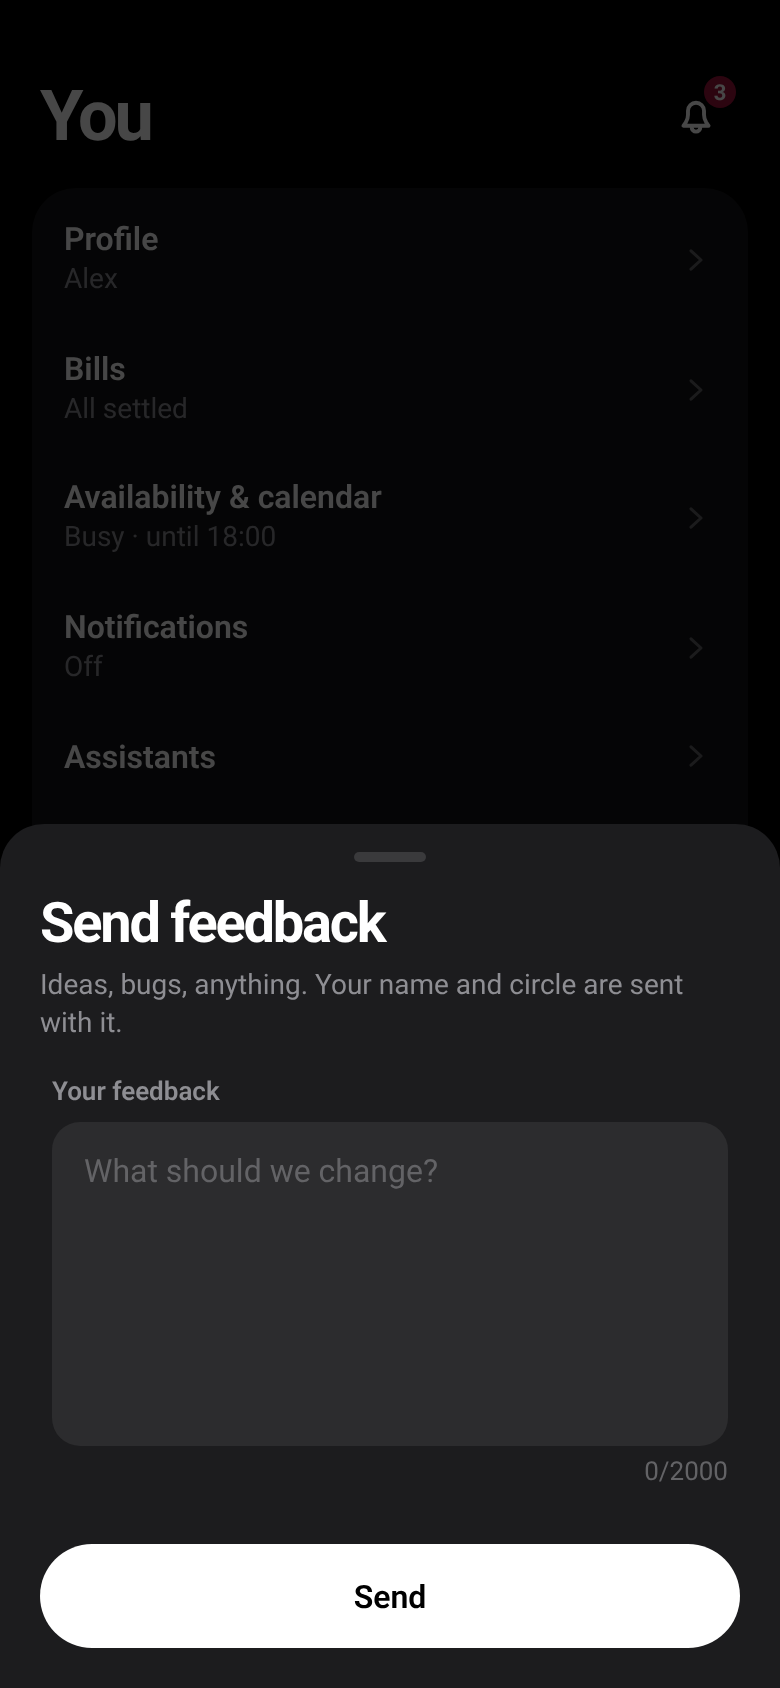 You
3
Profile
Alex
Bills
All settled
Availability & calendar
Busy · until 18:00
Notifications
Off
Assistants
Send feedback
Ideas, bugs, anything. Your name and circle are sent
with it.
Your feedback
What should we change?
0/2000
Send